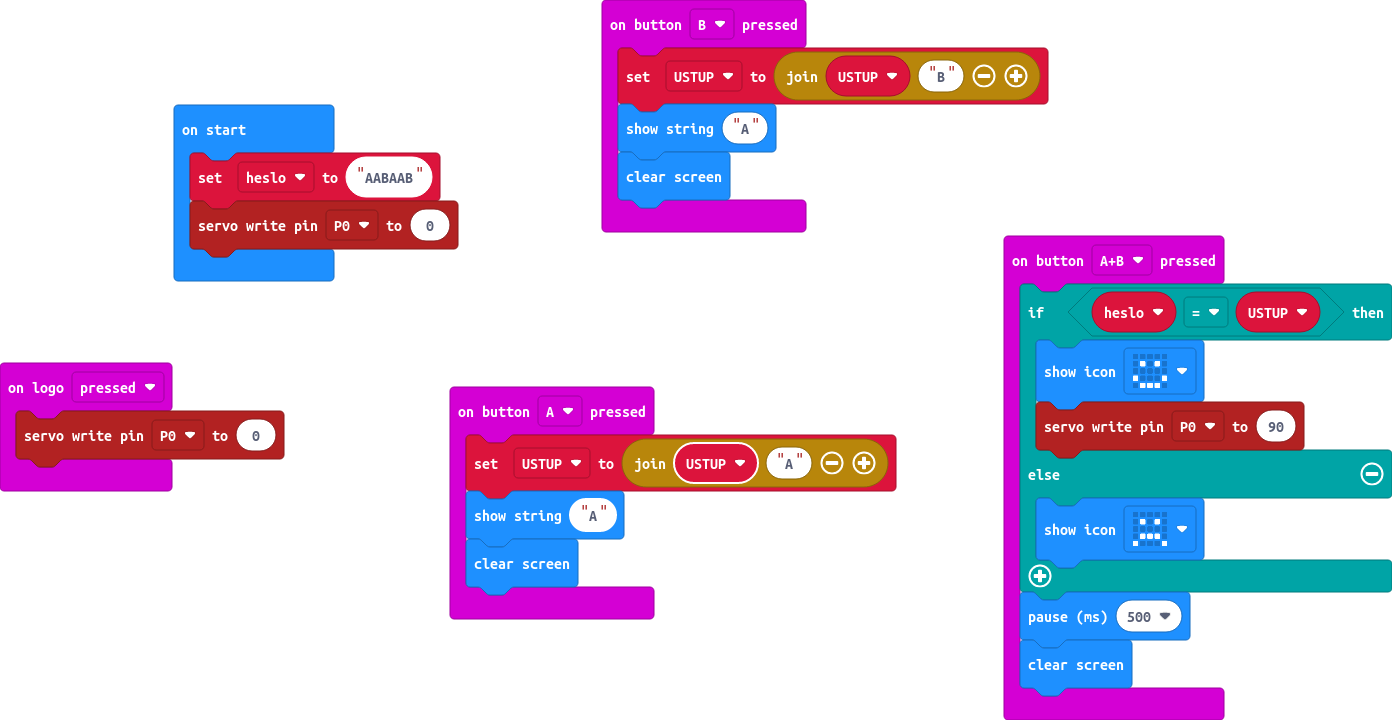 on start
set heslo to "AABAAB"
servo write pin P0 to 0
on button B pressed
set USTUP to join USTUP "B"
show string "A"
clear screen
on logo pressed
servo write pin P0 to 0
on button A pressed
set USTUP to join USTUP "A"
show string "A"
clear screen
on button A+B pressed
if heslo = USTUP then
show icon
servo write pin P0 to 90
else
show icon
pause (ms) 500
clear screen